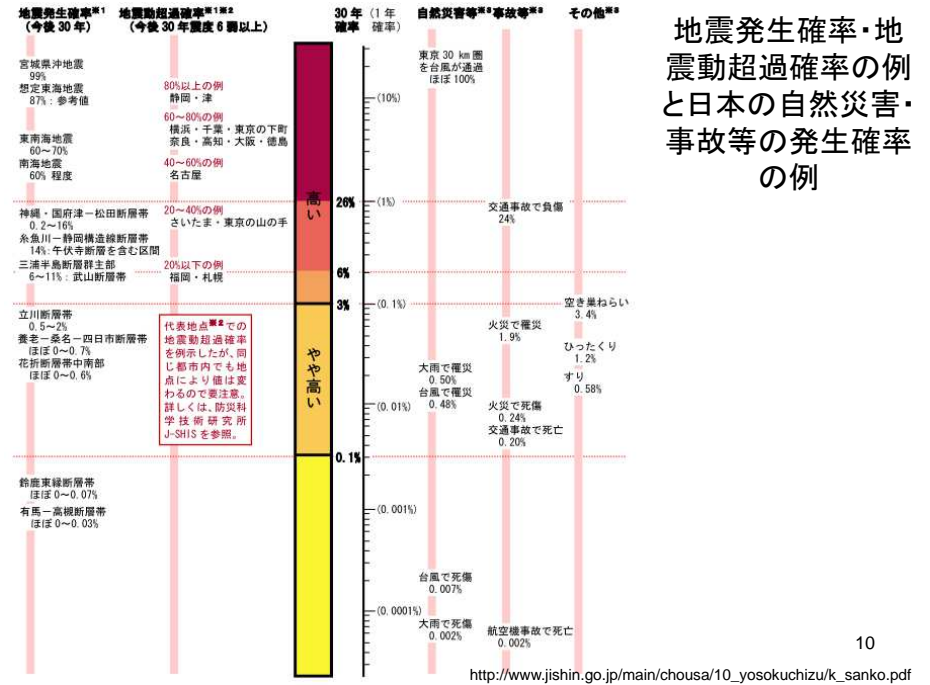 地震発生確率※1
（今後 30 年）
宮城県沖地震
99%
想定東海地震
87%：参考値
東南海地震
60～70%
南海地震
60% 程度
神縄・国府津－松田断層帯
0.2～16%
糸魚川－静岡構造線断層帯
14%:牛伏寺断層を含む区間
三浦半島断層群主部
6～11%：武山断層帯
立川断層帯
0.5～2%
養老－桑名－四日市断層帯
ほぼ 0～0.7%
花折断層帯中南部
ほぼ 0～0.6%
鈴鹿東縁断層帯
ほぼ 0～0.07%
有馬－高槻断層帯
ほぼ 0～0.03%
地震動超過確率※1※2
（今後 30 年震度 6 弱以上）
80%以上の例
静岡・津
60～80%の例
横浜・千葉・東京の下町
奈良・高知・大阪・徳島
40～60%の例
名古屋
20～40%の例
さいたま・東京の山の手
20%以下の例
福岡・札幌
代表地点※2での
地震動超過確率
を例示したが、同
じ都市内でも地
点により値は変
わるので要注意。
詳しくは、防災科
学技術研究所
J-SHIS を参照。
高い
やや高い
30 年
確率
26%
6%
3%
0.1%
（1 年
確率）
(10%)
(1%)
(0.1%)
(0.01%)
(0.001%)
(0.0001%)
自然災害等※3
東京 30 km 圏
を台風が通過
ほぼ 100%
大雨で罹災
0.50%
台風で罹災
0.48%
台風で死傷
0.007%
大雨で死傷
0.002%
事故等※3
交通事故で負傷
24%
火災で罹災
1.9%
火災で死傷
0.24%
交通事故で死亡
0.20%
航空機事故で死亡
0.002%
その他※3
空き巣ねらい
3.4%
ひったくり
1.2%
すり
0.58%
地震発生確率・地
震動超過確率の例
と日本の自然災害・
事故等の発生確率
の例
10
http://www.jishin.go.jp/main/chousa/10_yosokuchizu/k_sanko.pdf